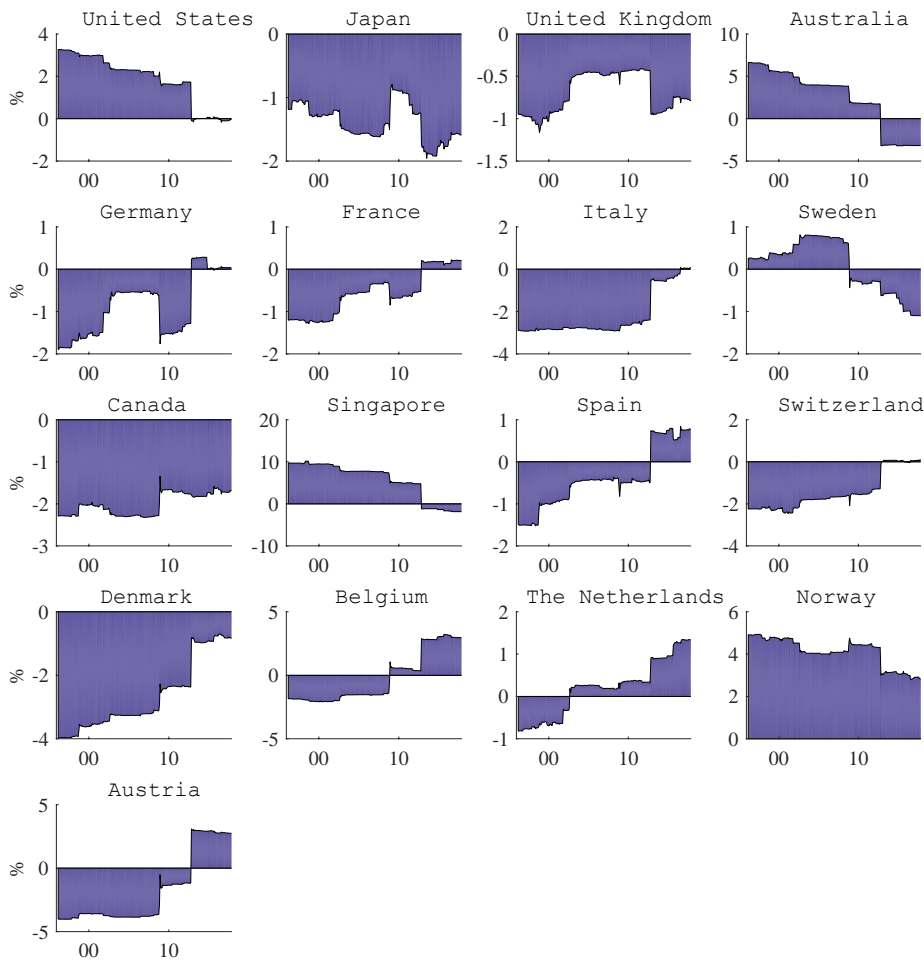 United States Japan United Kingdom Australia
4 0 0 10
2 -0.5 5
% 0 -1 -1 0
-2 -2 -1.5 -5
00 10 00 10 00 10 00 10
Germany France Italy Sweden
1 1 2 1
% 0 0 0 0
-1 -1 -2 -1
-2 -2 -4 -2
00 10 00 10 00 10 00 10
Canada Singapore Spain Switzerland
0 20 1 2
% -1 10 0 0
-2 0 -1 -2
-3 -10 -2 -4
00 10 00 10 00 10 00 10
Denmark Belgium The Netherlands Norway
0 5 2 6
% -2 0 1 4
0 2
-4 -5 -1 0
00 10 00 10 00 10 00 10
Austria
5
% 0
-5
00 10